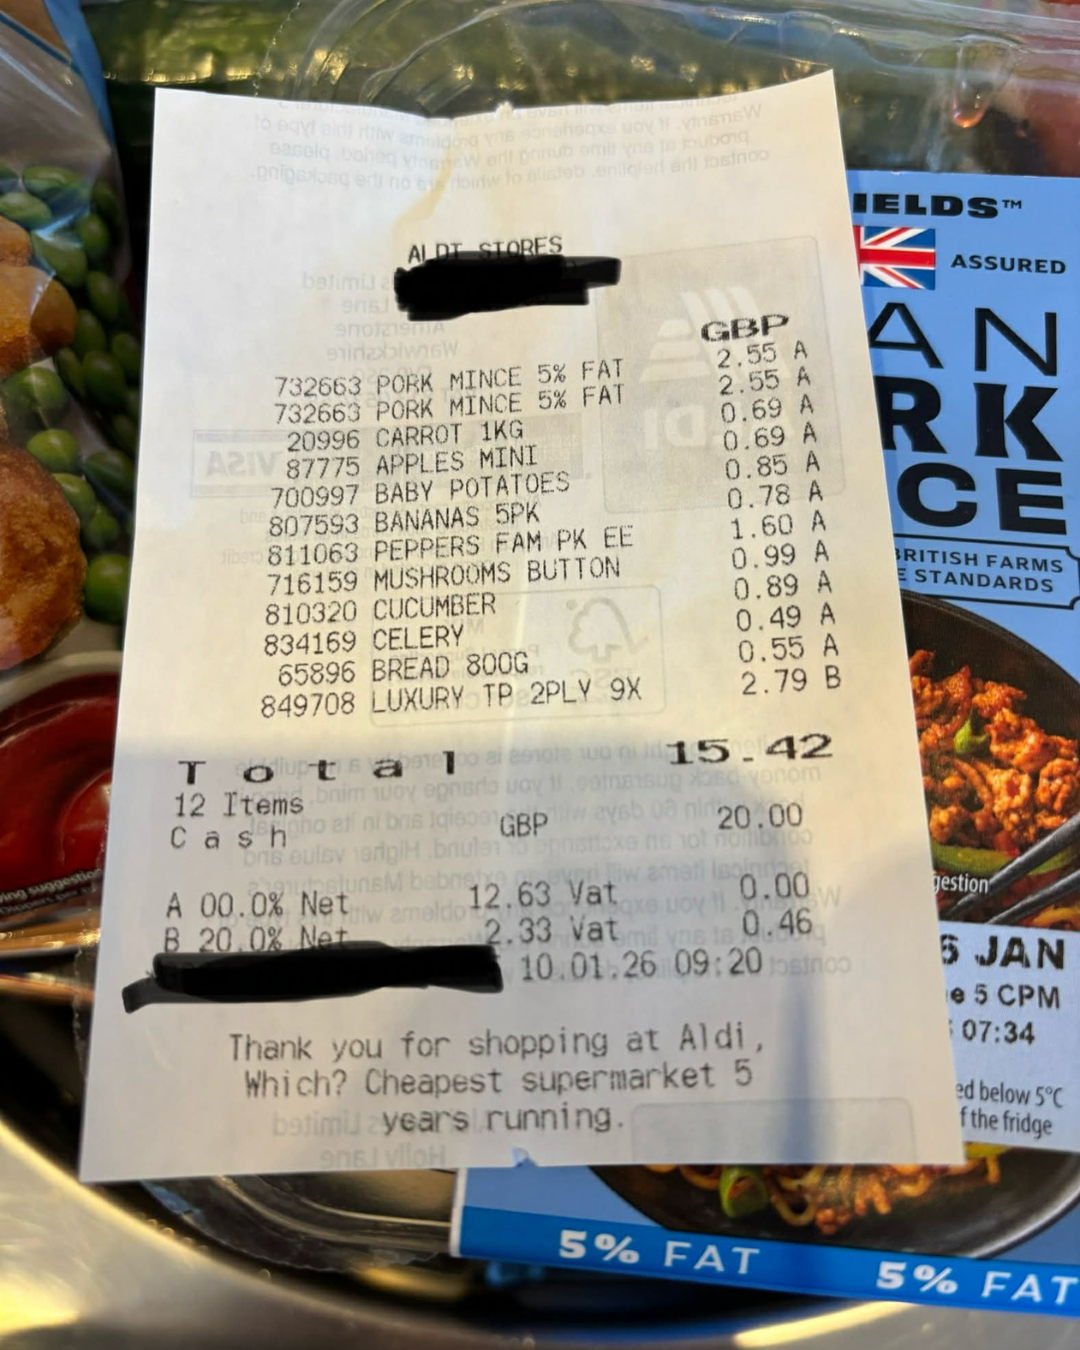 ALDI STORES
GBP
732663 PORK MINCE 5% FAT 2.55 A
732663 PORK MINCE 5% FAT 2.55 A
20996 CARROT 1KG 0.69 A
87775 APPLES MINI 0.69 A
700997 BABY POTATOES 0.85 A
807593 BANANAS 5PK 0.78 A
811063 PEPPERS FAM PK EE 1.60 A
716159 MUSHROOMS BUTTON 0.99 A
810320 CUCUMBER 0.89 A
834169 CELERY 0.49 A
65896 BREAD 800G 0.55 A
849708 LUXURY TP 2PLY 9X 2.79 B
Total 15.42
12 Items
Cash GBP 20.00
A 00.0% Net 12.63 Vat 0.00
B 20.0% Net 2.33 Vat 0.46
10.01.26 09:20
Thank you for shopping at Aldi,
Which? Cheapest supermarket 5
years running.
IELDS™
ASSURED
AN
RK
CE
BRITISH FARMS
E STANDARDS
gestion
6 JAN
e 5 CPM
07:34
ed below 5°C
f the fridge
5% FAT 5% FAT
ing suggestion